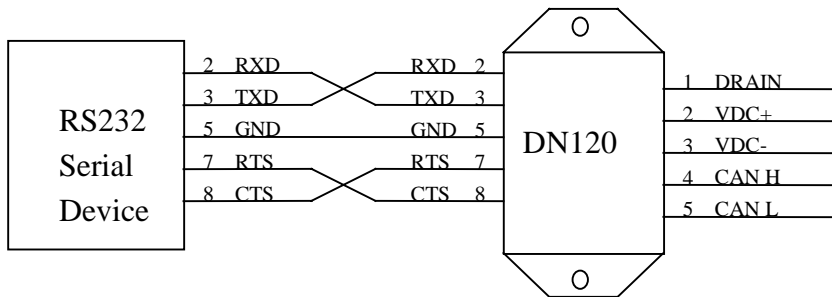 RS232
Serial
Device
2 RXD
3 TXD
5 GND
7 RTS
8 CTS
RXD 2
TXD 3
GND 5
RTS 7
CTS 8
DN120
1 DRAIN
2 VDC+
3 VDC-
4 CAN H
5 CAN L